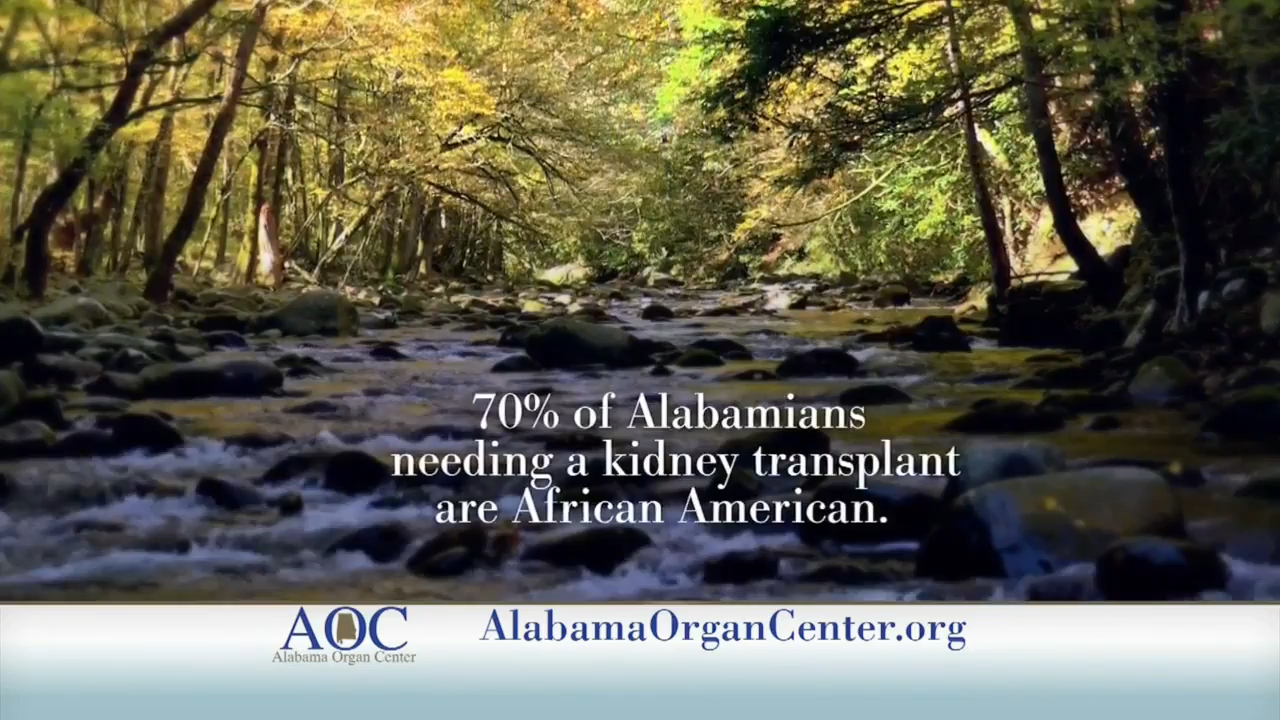 70% of Alabamians
needing a kidney transplant
are African American.
AOC
Alabama Organ Center
AlabamaOrganCenter.org